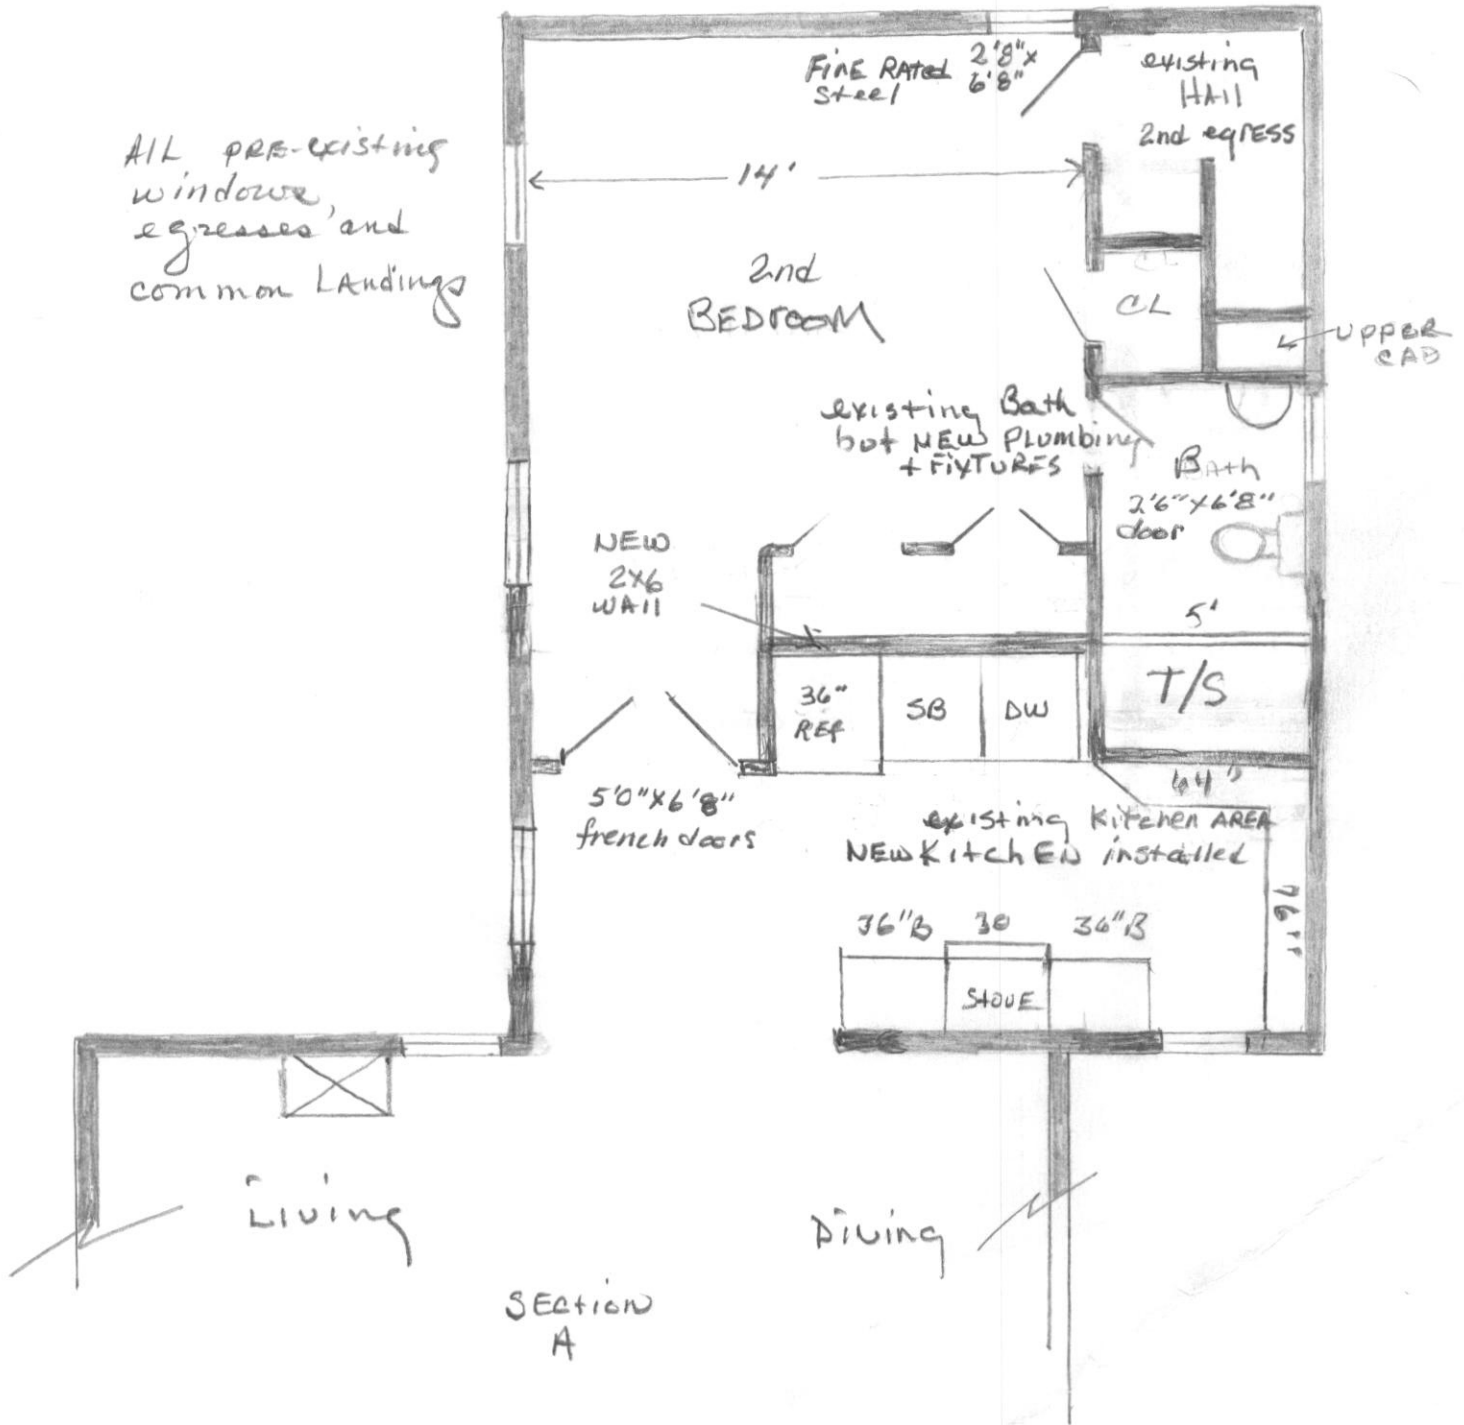 FiRE RAted 2'8"x
Steel 6'8"
existing
HAll
2nd egRESS
All PRE-existing
windows,
egresses and
common LAndings
14'
2nd
BEDrooM
CL
CL
UPPER
CAB
existing Bath
but NEW PLumbing
+ FiXTURES
BAth
2'6"x6'8"
door
NEW
2x6
WAll
5'
T/S
36"
REF
SB
DW
5'0"x6'8"
french doors
64"
existing Kitchen AREA
NEW KitchEN installed
76"
36"B 30 36"B
StovE
Living
Dining
SEction
A